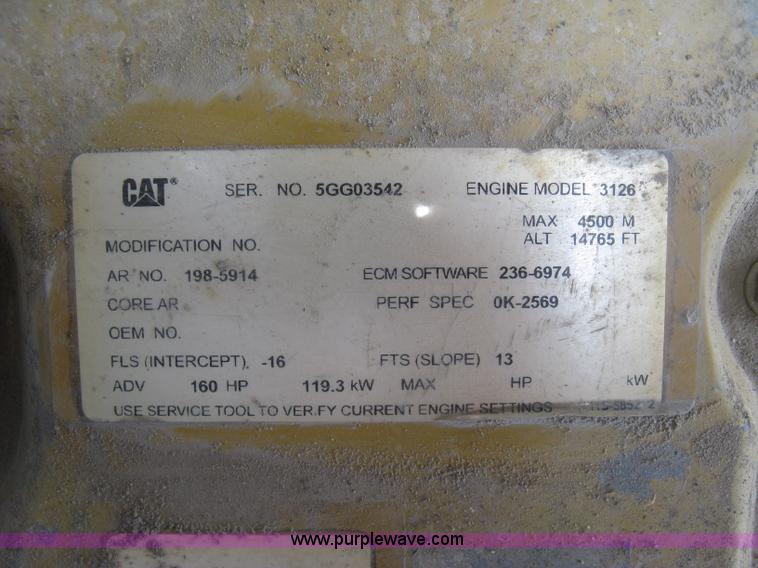 CAT® SER. NO. 5GG03542 ENGINE MODEL 3126
MAX 4500 M
MODIFICATION NO. ALT 14765 FT
AR NO. 198-5914 ECM SOFTWARE 236-6974
CORE AR PERF SPEC 0K-2569
OEM NO.
FLS (INTERCEPT) -16 FTS (SLOPE) 13
ADV 160 HP 119.3 kW MAX HP kW
USE SERVICE TOOL TO VERIFY CURRENT ENGINE SETTINGS
www.purplewave.com